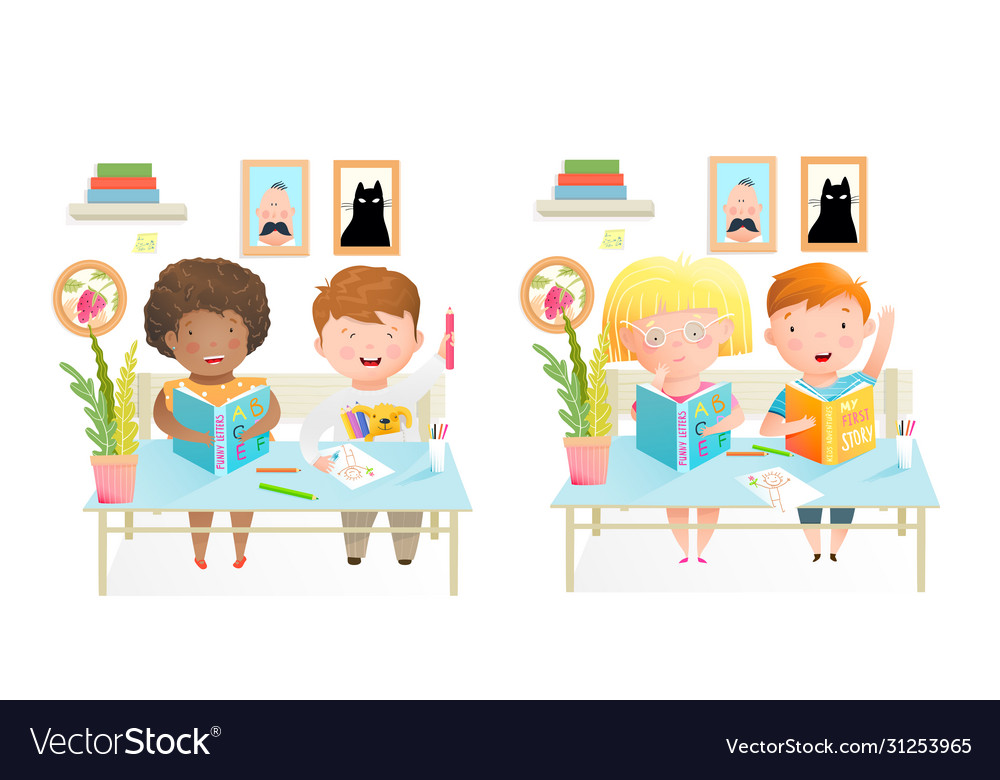 FUNNY LETTERS
A B
C
E F
FUNNY LETTERS
A B
C
E F
KIDS ADVENTURES
MY
FIRST
STORY
VectorStock®
VectorStock.com/31253965